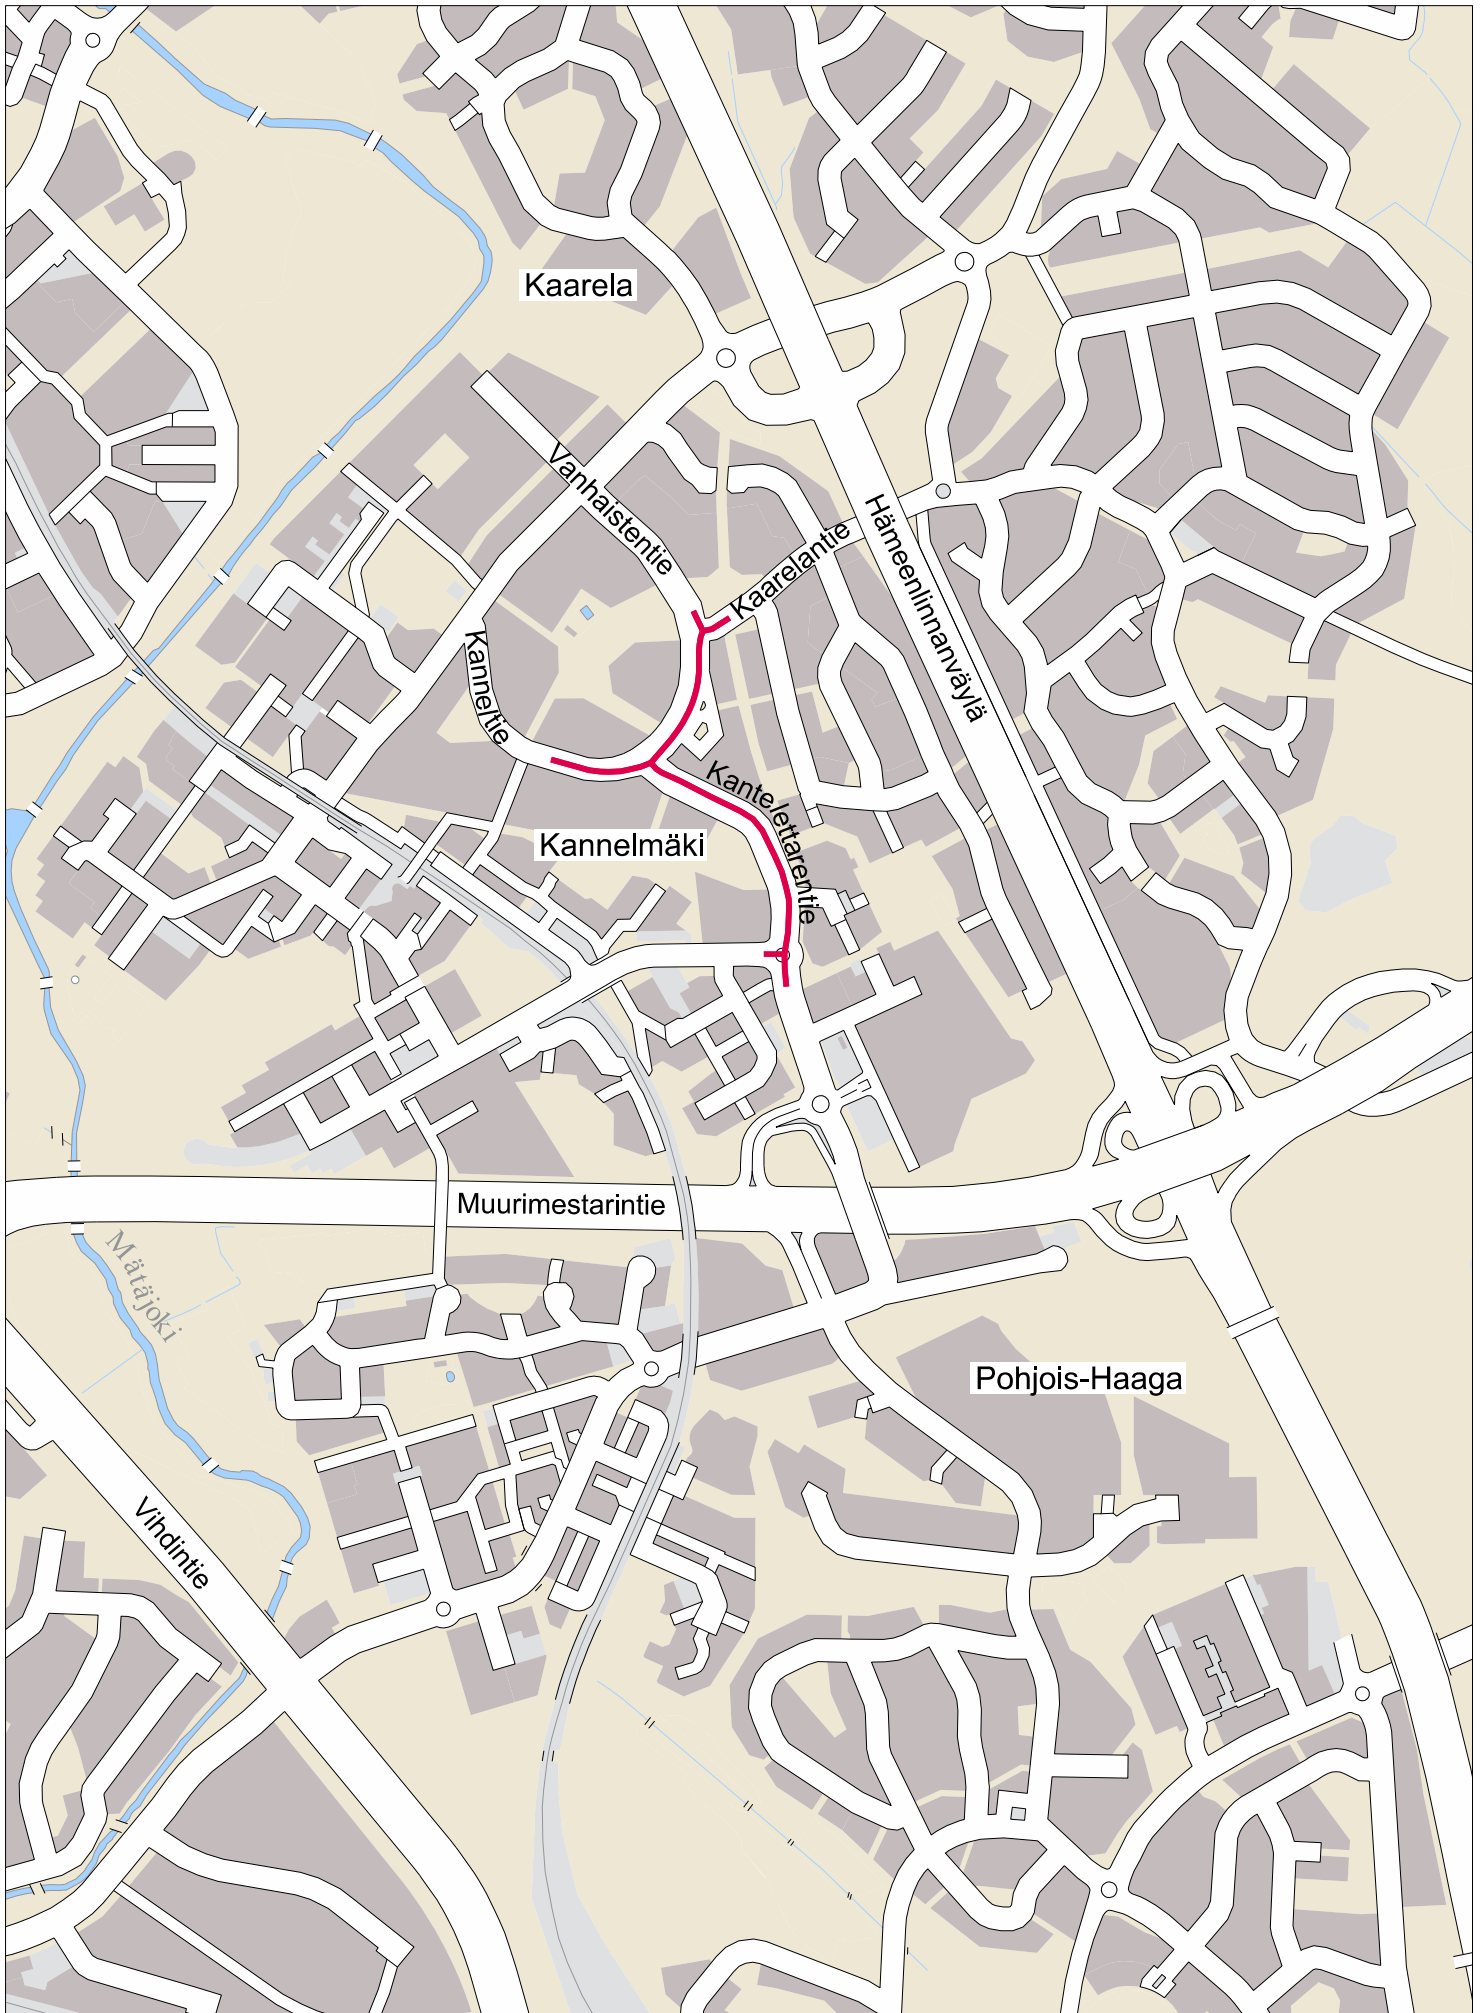 Kaarela
Vanhaistentie
Hämeenlinnanväylä
Kaarelantie
Kanneltie
Kantelettarentie
Kannelmäki
Muurimestarintie
Mätäjoki
Pohjois-Haaga
Vihdintie